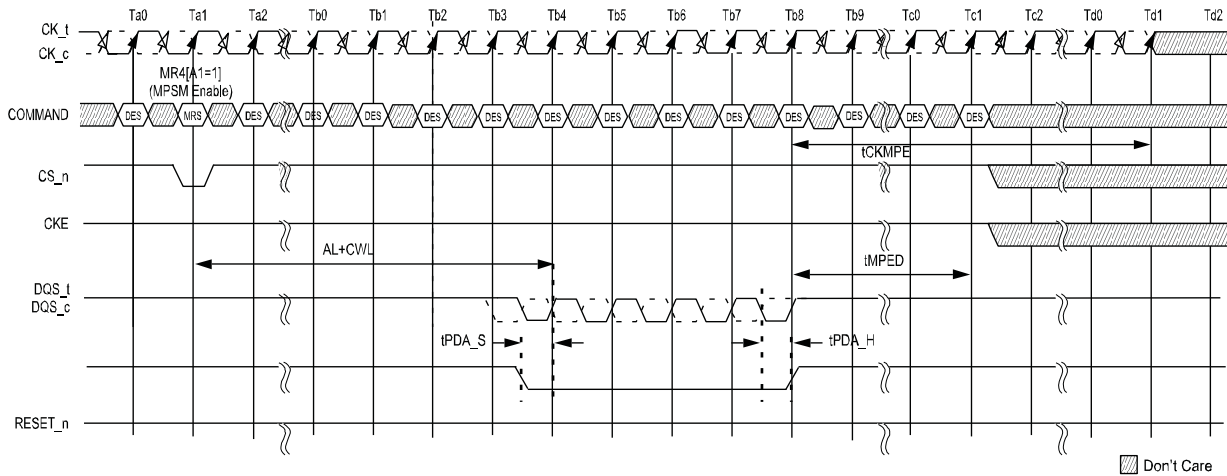 Ta0 Ta1 Ta2 Tb0 Tb1 Tb2 Tb3 Tb4 Tb5 Tb6 Tb7 Tb8 Tb9 Tc0 Tc1 Tc2 Td0 Td1 Td2
CK_t
CK_c
MR4[A1=1]
(MPSM Enable)
COMMAND DES MRS DES DES DES DES DES DES DES DES DES DES DES DES DES
tCKMPE
CS_n
CKE
AL+CWL
tMPED
DQS_t
DQS_c
tPDA_S tPDA_H
RESET_n
Don't Care